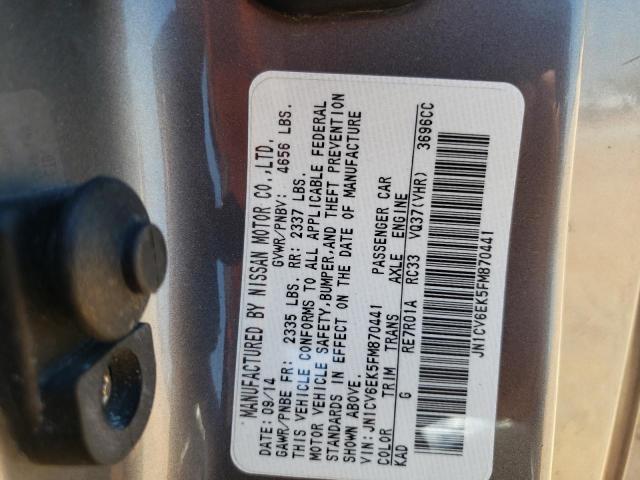 MANUFACTURED BY NISSAN MOTOR CO.,LTD.
DATE: 09/14 GVWR/PNBV: 4656 LBS.
GAWR/PNBE FR: 2335 LBS. RR: 2337 LBS.
THIS VEHICLE CONFORMS TO ALL APPLICABLE FEDERAL
MOTOR VEHICLE SAFETY,BUMPER,AND THEFT PREVENTION
STANDARDS IN EFFECT ON THE DATE OF MANUFACTURE
SHOWN ABOVE.
VIN: JN1CV6EK5FM870441 PASSENGER CAR
COLOR TRIM TRANS AXLE ENGINE
KAD G RE7R01A RC33 VQ37(VHR) 3696CC
JN1CV6EK5FM870441